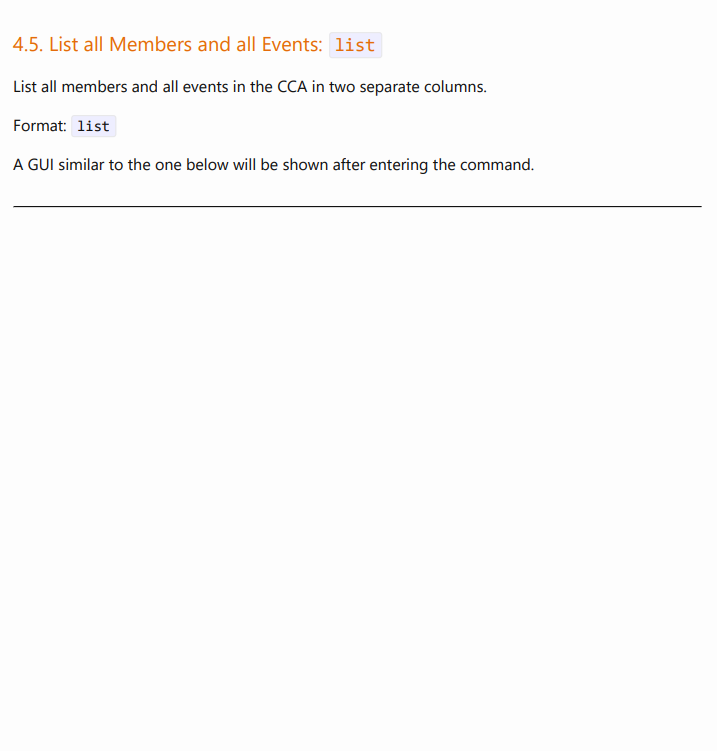 4.5. List all Members and all Events: list
List all members and all events in the CCA in two separate columns.
Format: list
A GUI similar to the one below will be shown after entering the command.